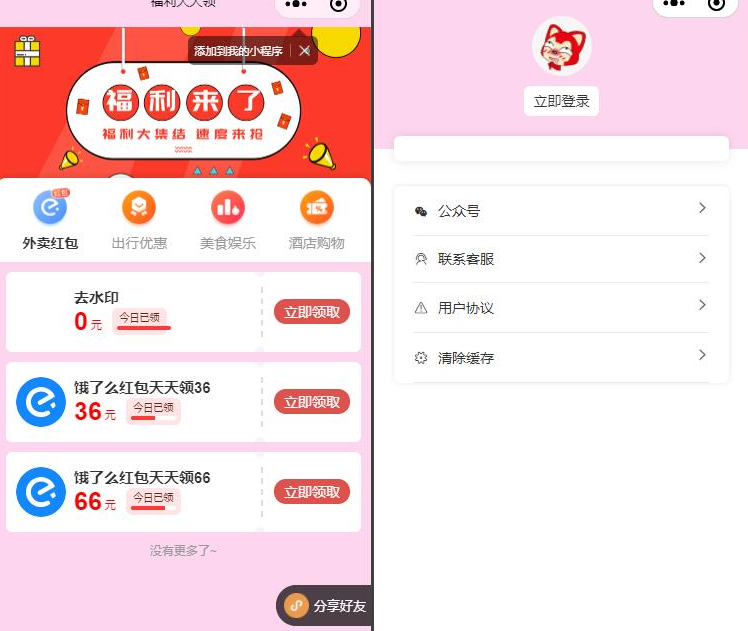 福利天天领
添加到我的小程序
福利来了
福利大集结 速度来抢
红包
外卖红包
出行优惠
美食娱乐
酒店购物
去水印
0元
今日已领
立即领取
饿了么红包天天领36
36元
今日已领
立即领取
饿了么红包天天领66
66元
今日已领
立即领取
没有更多了~
分享好友
立即登录
公众号
联系客服
用户协议
清除缓存